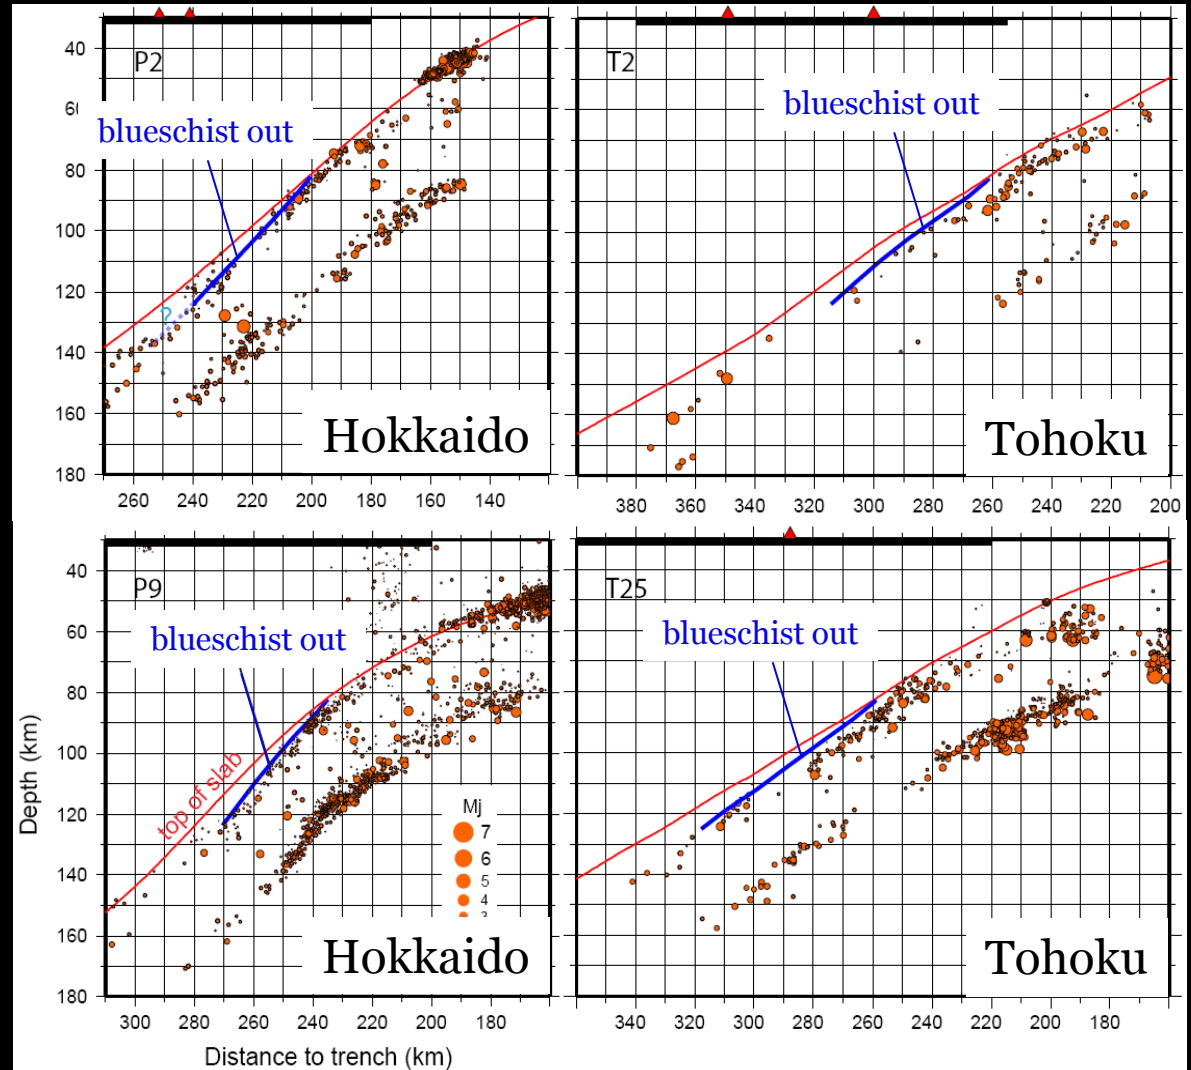 P2
blueschist out
?
Hokkaido
40
60
80
100
120
140
160
180
260 240 220 200 180 160 140
T2
blueschist out
Tohoku
380 360 340 320 300 280 260 240 220 200
P9
blueschist out
top of slab
Mj
7
6
5
4
3
Hokkaido
40
60
80
100
120
140
160
180
Depth (km)
300 280 260 240 220 200 180
Distance to trench (km)
T25
blueschist out
Tohoku
340 320 300 280 260 240 220 200 180